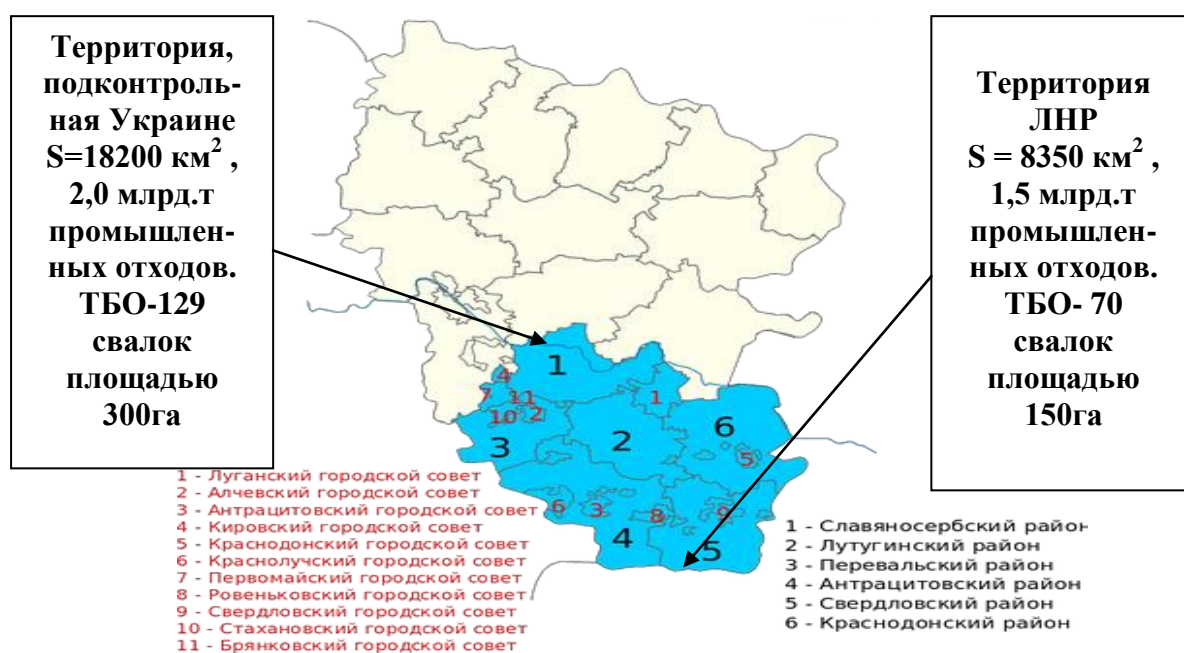 Территория,
подконтроль-
ная Украине
S=18200 км² ,
2,0 млрд.т
промышлен-
ных отходов.
ТБО-129
свалок
площадью
300га
Территория
ЛНР
S = 8350 км² ,
1,5 млрд.т
промышлен-
ных отходов.
ТБО- 70
свалок
площадью
150га
1
4
7
11
10
2
1
3
2
6
5
6
3
8
9
4
5
1 - Луганский городской совет
2 - Алчевский городской совет
3 - Антрацитовский городской совет
4 - Кировский городской совет
5 - Краснодонский городской совет
6 - Краснолучский городской совет
7 - Первомайский городской совет
8 - Ровеньковский городской совет
9 - Свердловский городской совет
10 - Стахановский городской совет
11 - Брянковский городской совет
1 - Славяносербский район
2 - Лутугинский район
3 - Перевальский район
4 - Антрацитовский район
5 - Свердловский район
6 - Краснодонский район